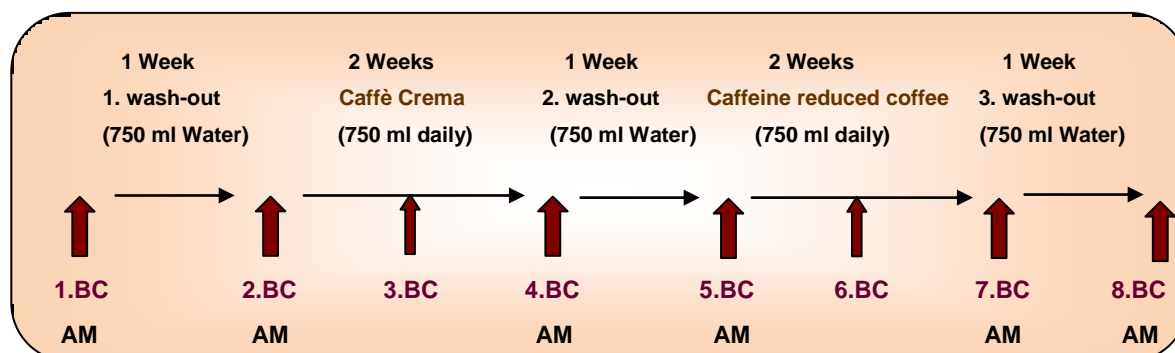 1 Week 2 Weeks 1 Week 2 Weeks 1 Week
1. wash-out Caffè Crema 2. wash-out Caffeine reduced coffee 3. wash-out
(750 ml Water) (750 ml daily) (750 ml Water) (750 ml daily) (750 ml Water)
1.BC 2.BC 3.BC 4.BC 5.BC 6.BC 7.BC 8.BC
AM AM AM AM AM AM